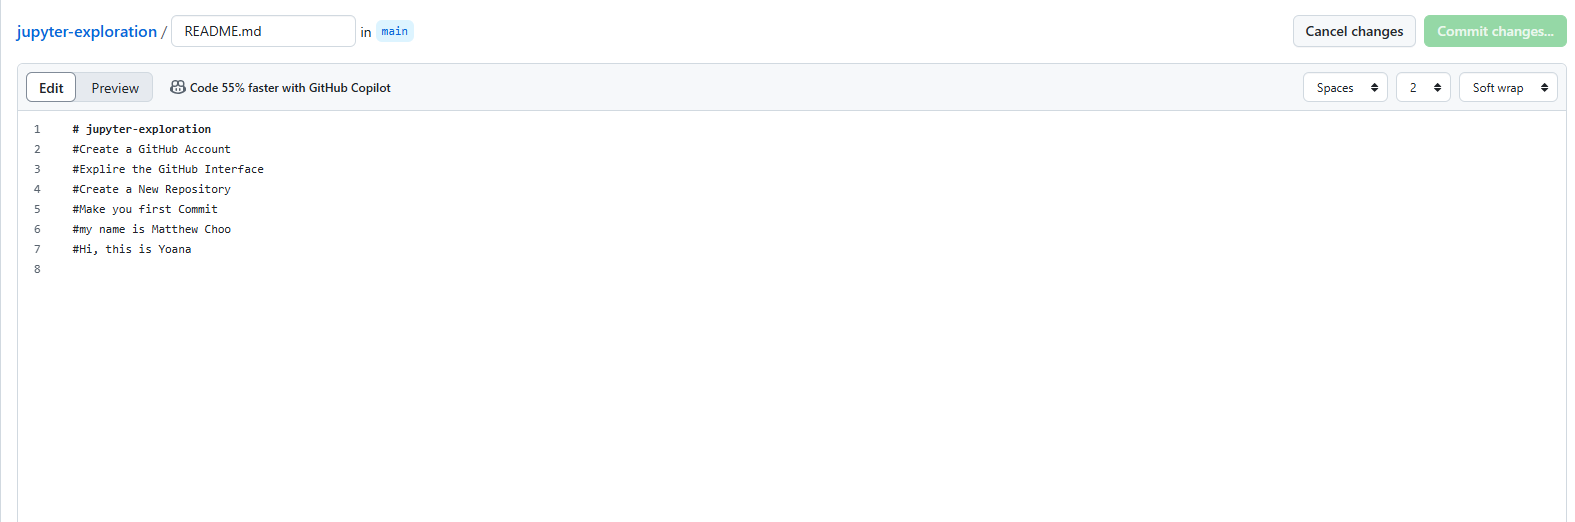 jupyter-exploration / README.md in main Cancel changes Commit changes...
Edit Preview Code 55% faster with GitHub Copilot Spaces 2 Soft wrap
1 # jupyter-exploration
2 #Create a GitHub Account
3 #Explire the GitHub Interface
4 #Create a New Repository
5 #Make you first Commit
6 #my name is Matthew Choo
7 #Hi, this is Yoana
8